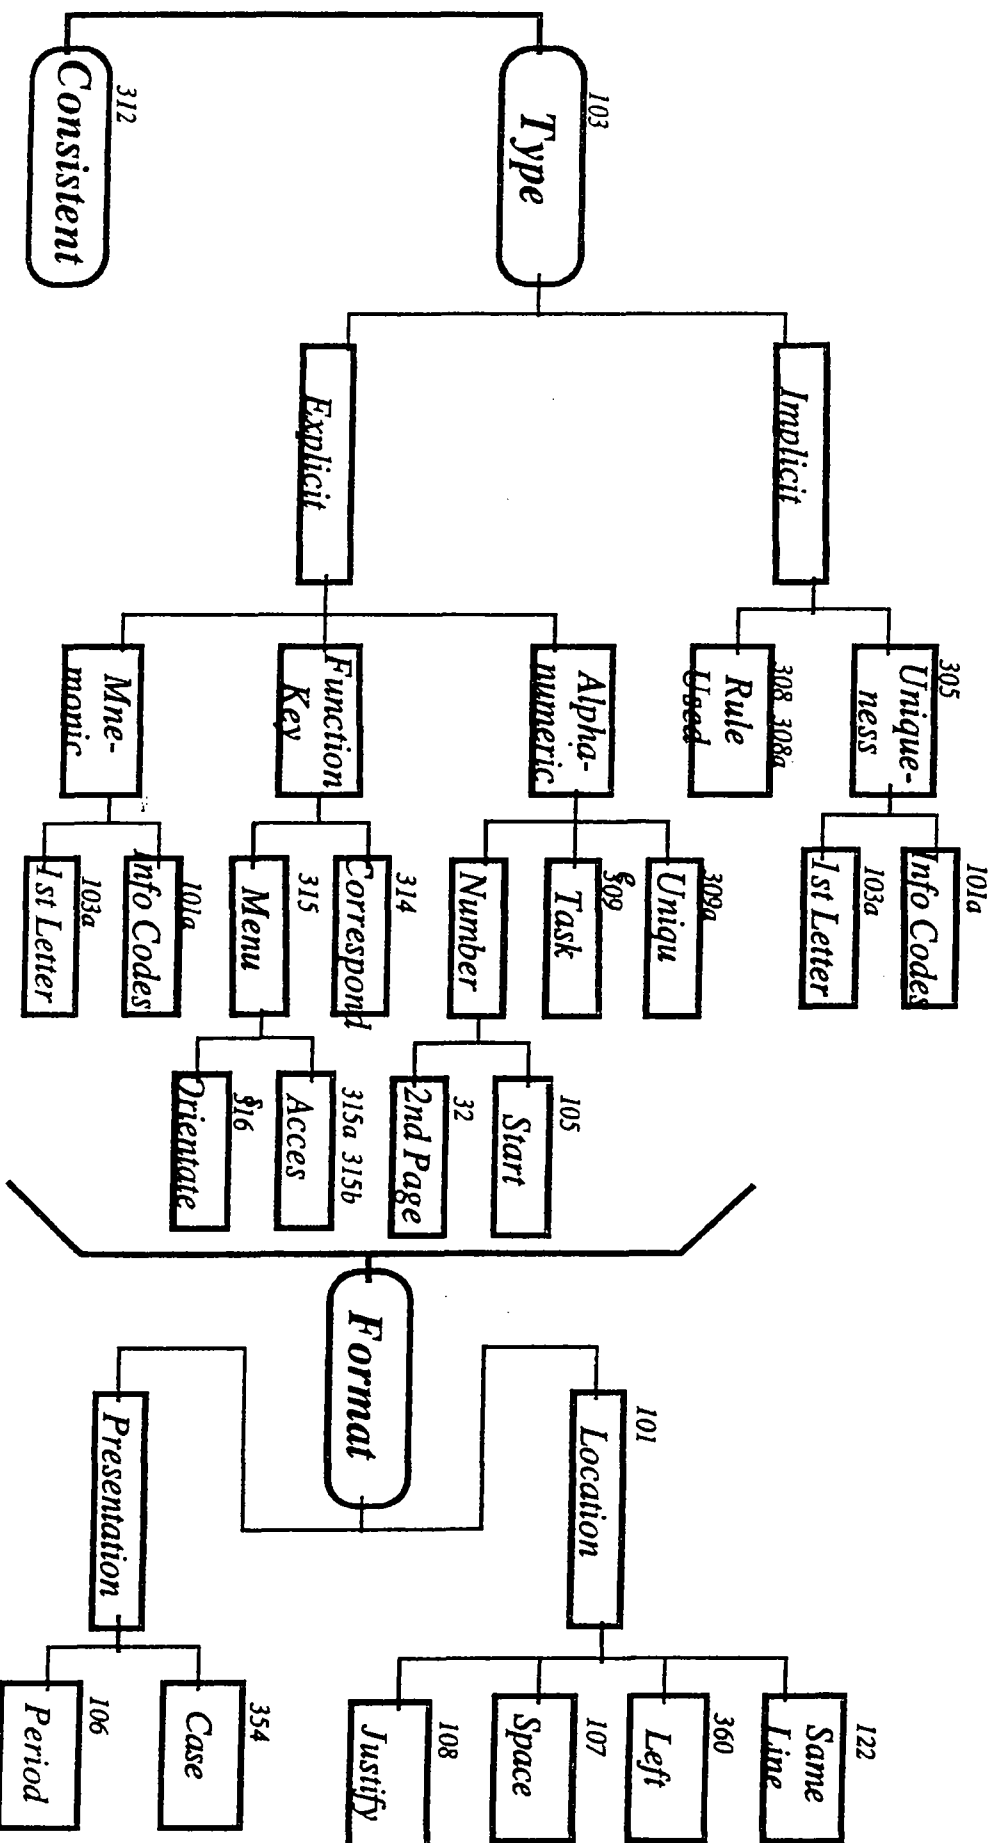 103
Type
312
Consistent
Implicit
Explicit
305
Unique-
ness
308 308a
Rule
Used
Alpha-
numeric
Function
Key
Mne-
monic
101a
Info Codes
103a
1st Letter
309a
Uniqu
309
Task
Number
314
Correspond
315
Menu
101a
Info Codes
103a
1st Letter
105
Start
32
2nd Page
315a 315b
Acces
316
Orientate
Format
101
Location
Presentation
122
Same
Line
360
Left
107
Space
108
Justify
354
Case
106
Period